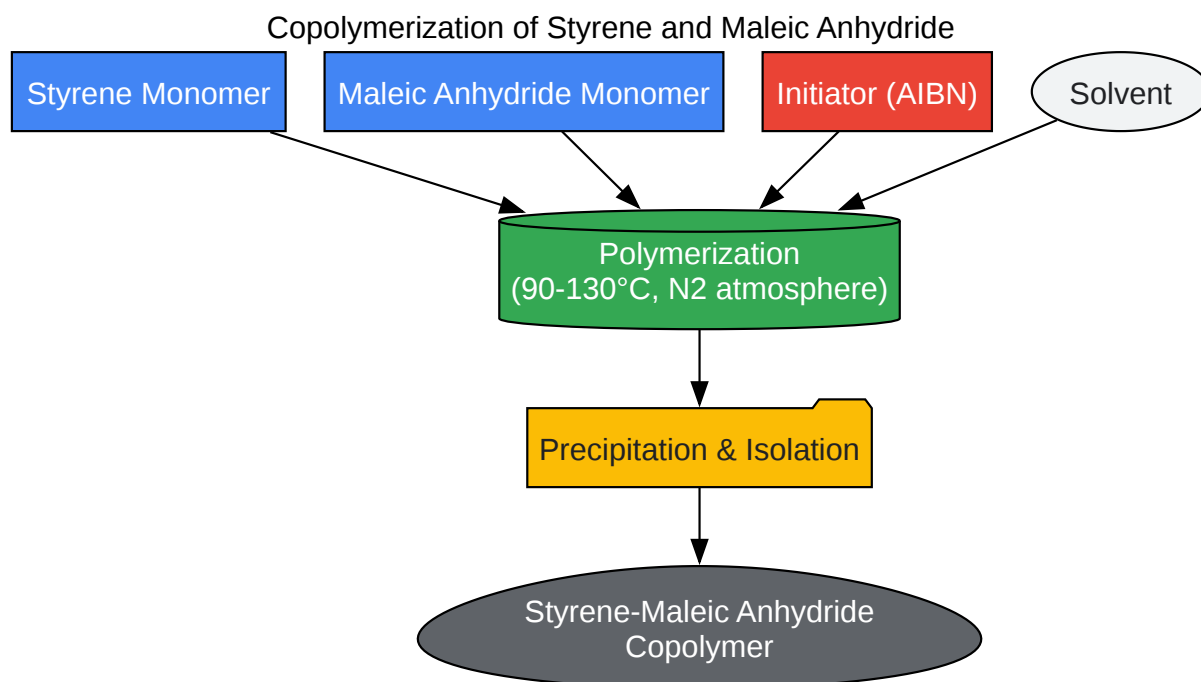 Copolymerization of Styrene and Maleic Anhydride
Styrene Monomer
Maleic Anhydride Monomer
Initiator (AIBN)
Solvent
Polymerization
(90-130°C, N2 atmosphere)
Precipitation & Isolation
Styrene-Maleic Anhydride
Copolymer